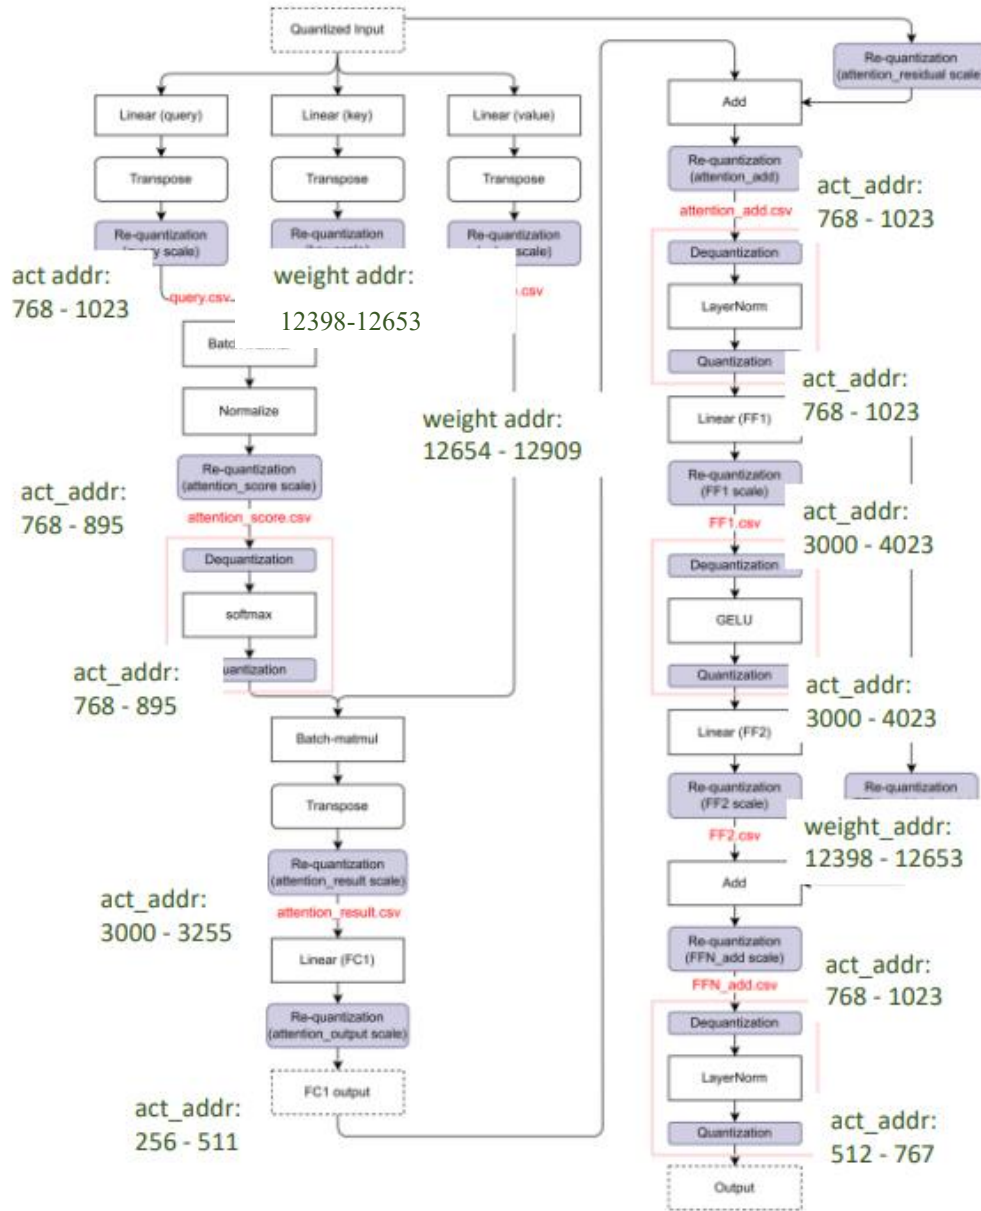 Quantized Input
Linear (query)
Linear (key)
Linear (value)
Transpose
Transpose
Transpose
Re-quantization
scale)
Re-quantization
Re-quantization
scale)
act addr:
768 - 1023
query.csv
weight addr:
12398-12653
.csv
Normalize
weight addr:
12654 - 12909
Re-quantization
(attention_score scale)
act_addr:
768 - 895
attention_score.csv
Dequantization
softmax
uantization
act_addr:
768 - 895
Batch-matmul
Transpose
Re-quantization
(attention_result scale)
act_addr:
3000 - 3255
attention_result.csv
Linear (FC1)
Re-quantization
(attention_output scale)
FC1 output
act_addr:
256 - 511
Re-quantization
(attention_residual scale)
Add
Re-quantization
(attention_add)
act_addr:
768 - 1023
attention_add.csv
Dequantization
LayerNorm
Quantization
act_addr:
768 - 1023
Linear (FF1)
Re-quantization
(FF1 scale)
act_addr:
3000 - 4023
FF1.csv
Dequantization
GELU
Quantization
act_addr:
3000 - 4023
Linear (FF2)
Re-quantization
(FF2 scale)
Re-quantization
FF2.csv
weight_addr:
12398 - 12653
Add
Re-quantization
(FFN_add scale)
act_addr:
768 - 1023
FFN_add.csv
Dequantization
LayerNorm
Quantization
act_addr:
512 - 767
Output